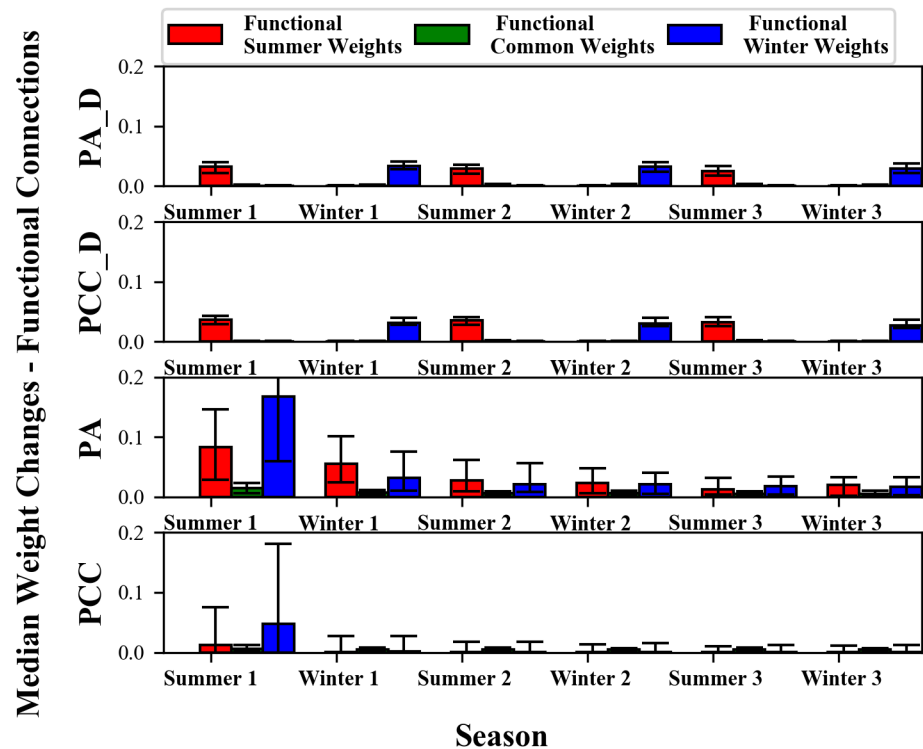 Functional Functional Functional
Summer Weights Common Weights Winter Weights
Median Weight Changes - Functional Connections
PA_D
0.2
0.1
0.0
Summer 1 Winter 1 Summer 2 Winter 2 Summer 3 Winter 3
PCC_D
0.2
0.1
0.0
Summer 1 Winter 1 Summer 2 Winter 2 Summer 3 Winter 3
PA
0.2
0.1
0.0
Summer 1 Winter 1 Summer 2 Winter 2 Summer 3 Winter 3
PCC
0.2
0.1
0.0
Summer 1 Winter 1 Summer 2 Winter 2 Summer 3 Winter 3
Season